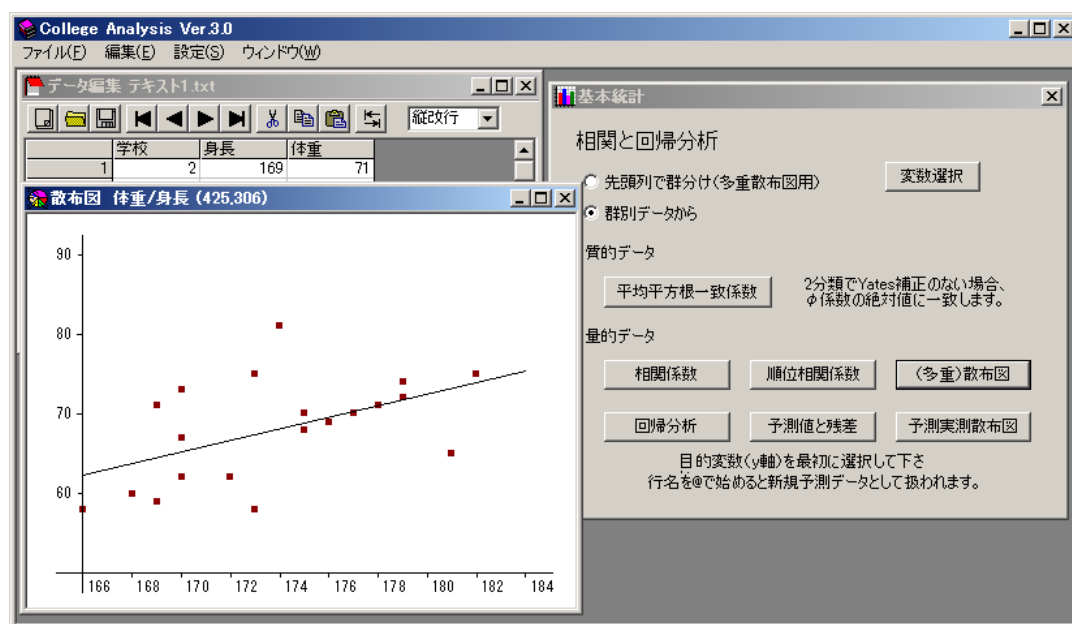 College Analysis Ver.3.0
ファイル(F) 編集(E) 設定(S) ウィンドウ(W)
データ編集 テキスト1.txt
縦改行
学校 身長 体重
1 2 169 71
散布図 体重/身長 (425,306)
90
80
70
60
166 168 170 172 174 176 178 180 182 184
基本統計
相関と回帰分析
先頭列で群分け(多重散布図用)
変数選択
群別データから
質的データ
平均平方根一致係数
2分類でYates補正のない場合、
φ係数の絶対値に一致します。
量的データ
相関係数 順位相関係数 (多重)散布図
回帰分析 予測値と残差 予測実測散布図
目的変数(y軸)を最初に選択して下さ
行名を@で始めると新規予測データとして扱われます。